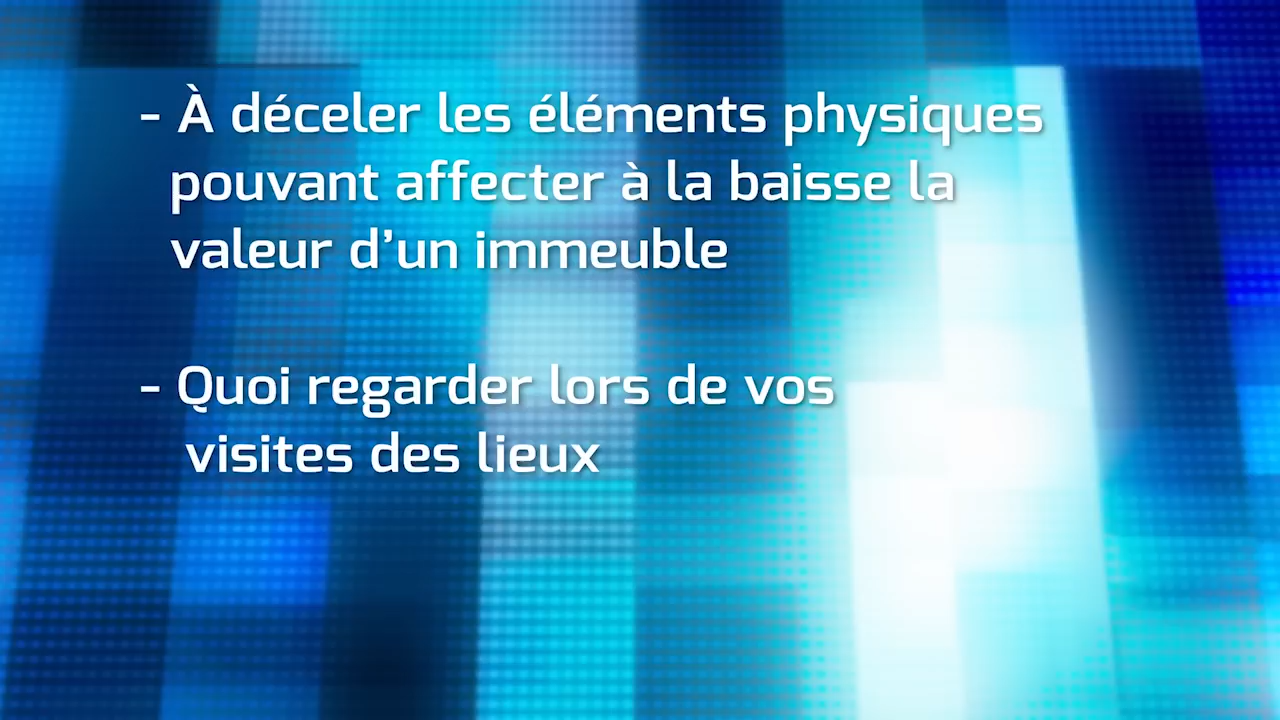 - À déceler les éléments physiques
pouvant affecter à la baisse la
valeur d’un immeuble
- Quoi regarder lors de vos
visites des lieux